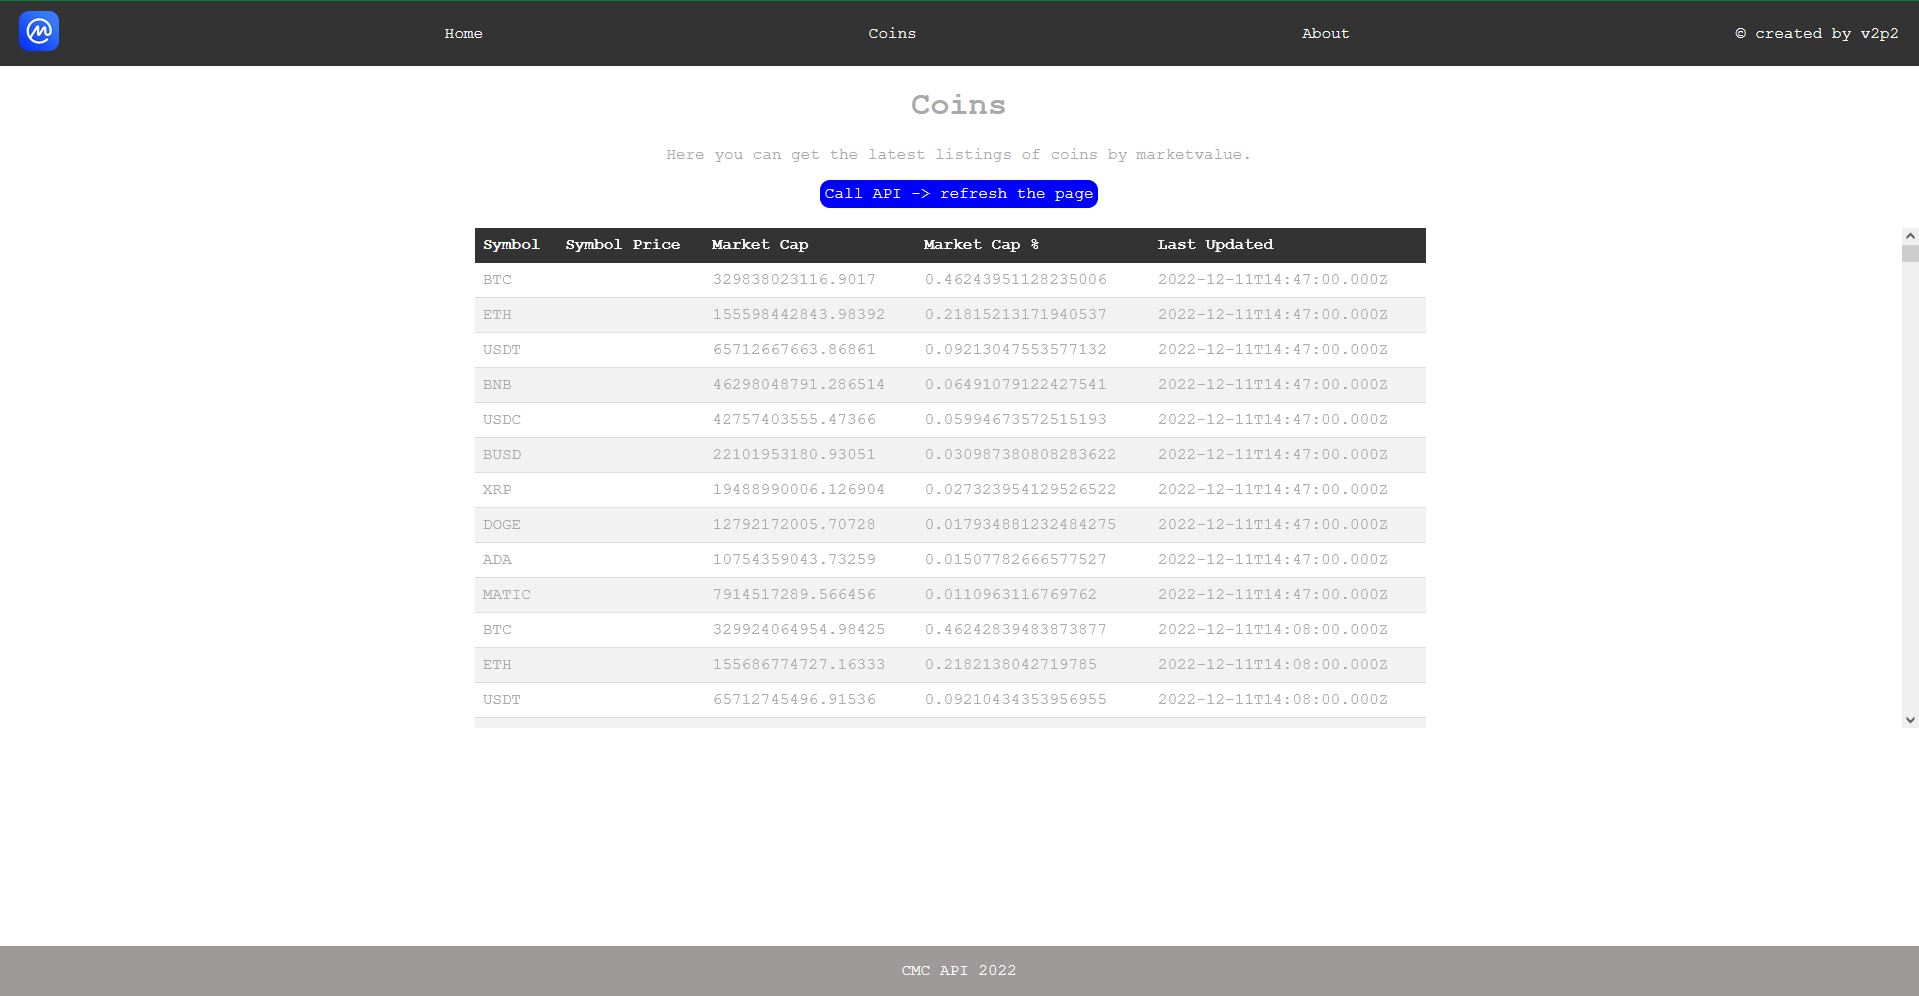 Home Coins About © created by v2p2
Coins
Here you can get the latest listings of coins by marketvalue.
Call API -> refresh the page
Symbol Symbol Price Market Cap Market Cap % Last Updated
BTC 329838023116.9017 0.46243951128235006 2022-12-11T14:47:00.000Z
ETH 155598442843.98392 0.21815213171940537 2022-12-11T14:47:00.000Z
USDT 65712667663.86861 0.09213047553577132 2022-12-11T14:47:00.000Z
BNB 46298048791.286514 0.06491079122427541 2022-12-11T14:47:00.000Z
USDC 42757403555.47366 0.05994673572515193 2022-12-11T14:47:00.000Z
BUSD 22101953180.93051 0.030987380808283622 2022-12-11T14:47:00.000Z
XRP 19488990006.126904 0.027323954129526522 2022-12-11T14:47:00.000Z
DOGE 12792172005.70728 0.017934881232484275 2022-12-11T14:47:00.000Z
ADA 10754359043.73259 0.01507782666577527 2022-12-11T14:47:00.000Z
MATIC 7914517289.566456 0.0110963116769762 2022-12-11T14:47:00.000Z
BTC 329924064954.98425 0.46242839483873877 2022-12-11T14:08:00.000Z
ETH 155686774727.16333 0.2182138042719785 2022-12-11T14:08:00.000Z
USDT 65712745496.91536 0.09210434353956955 2022-12-11T14:08:00.000Z
CMC API 2022